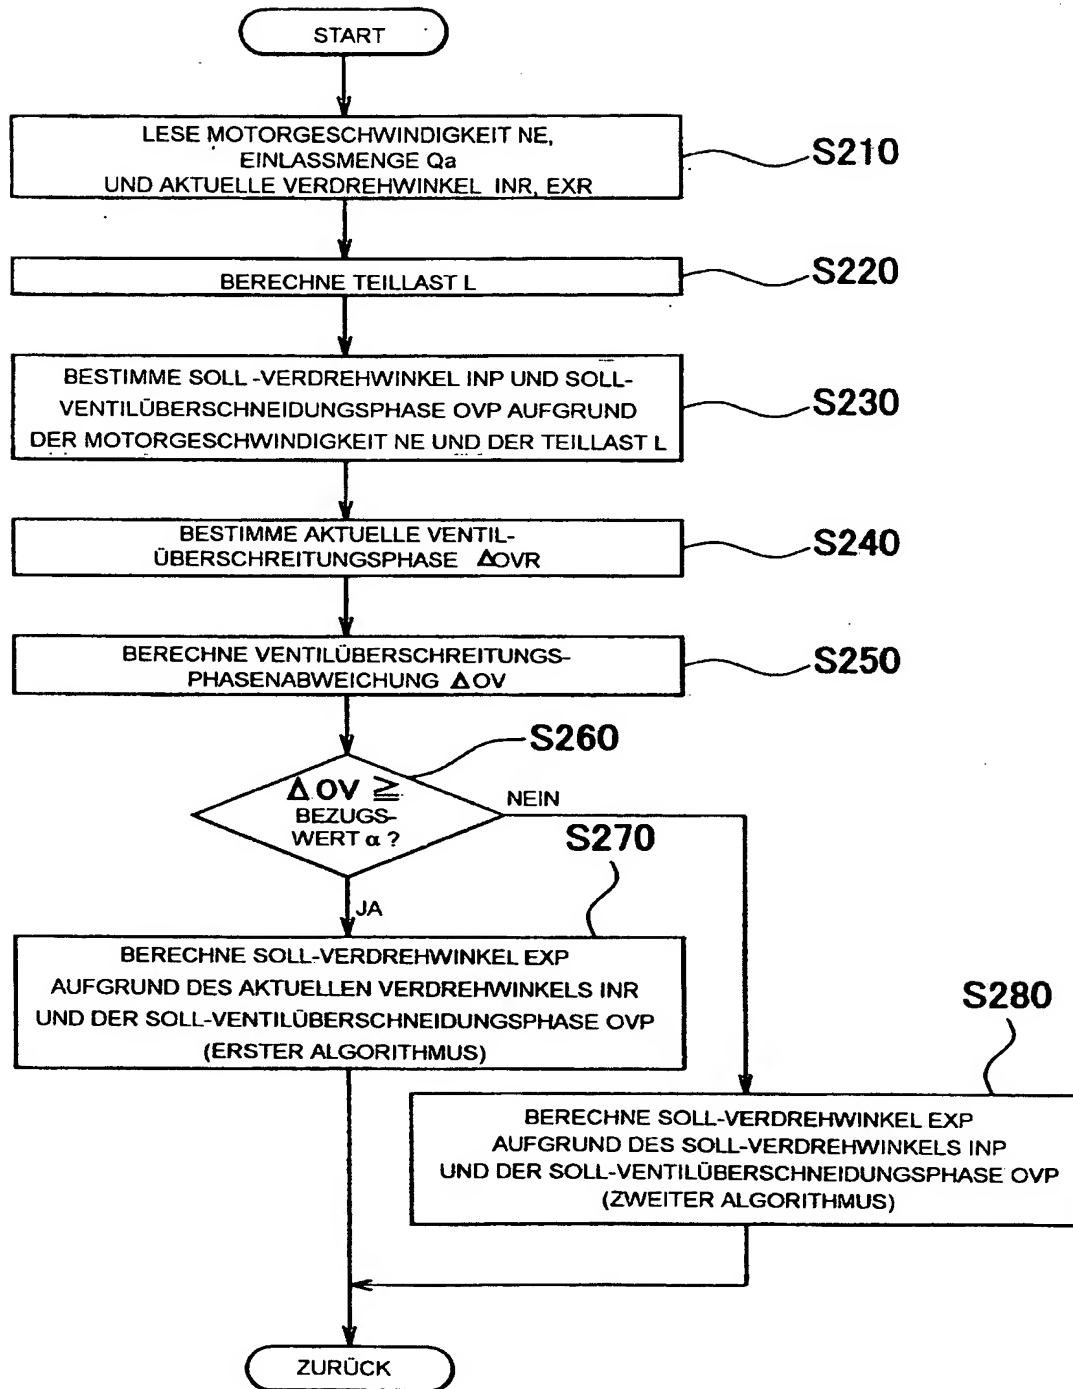 START
LESE MOTORGESCHWINDIGKEIT NE,
EINLASSMENGE Qa
UND AKTUELLE VERDREHWINKEL INR, EXR
S210
BERECHNE TEILLAST L
S220
BESTIMME SOLL-VERDREHWINKEL INP UND SOLL-
VENTILÜBERSCHNEIDUNGSPHASE OVP AUFGRUND
DER MOTORGESCHWINDIGKEIT NE UND DER TEILLAST L
S230
BESTIMME AKTUELLE VENTIL-
ÜBERSCHREITUNGSPHASE ΔOVR
S240
BERECHNE VENTILÜBERSCHREITUNGS-
PHASENABWEICHUNG ΔOV
S250
S260
ΔOV ≧
BEZUGS-
WERT α ?
NEIN
JA
S270
BERECHNE SOLL-VERDREHWINKEL EXP
AUFGRUND DES AKTUELLEN VERDREHWINKELS INR
UND DER SOLL-VENTILÜBERSCHNEIDUNGSPHASE OVP
(ERSTER ALGORITHMUS)
S280
BERECHNE SOLL-VERDREHWINKEL EXP
AUFGRUND DES SOLL-VERDREHWINKELS INP
UND DER SOLL-VENTILÜBERSCHNEIDUNGSPHASE OVP
(ZWEITER ALGORITHMUS)
ZURÜCK